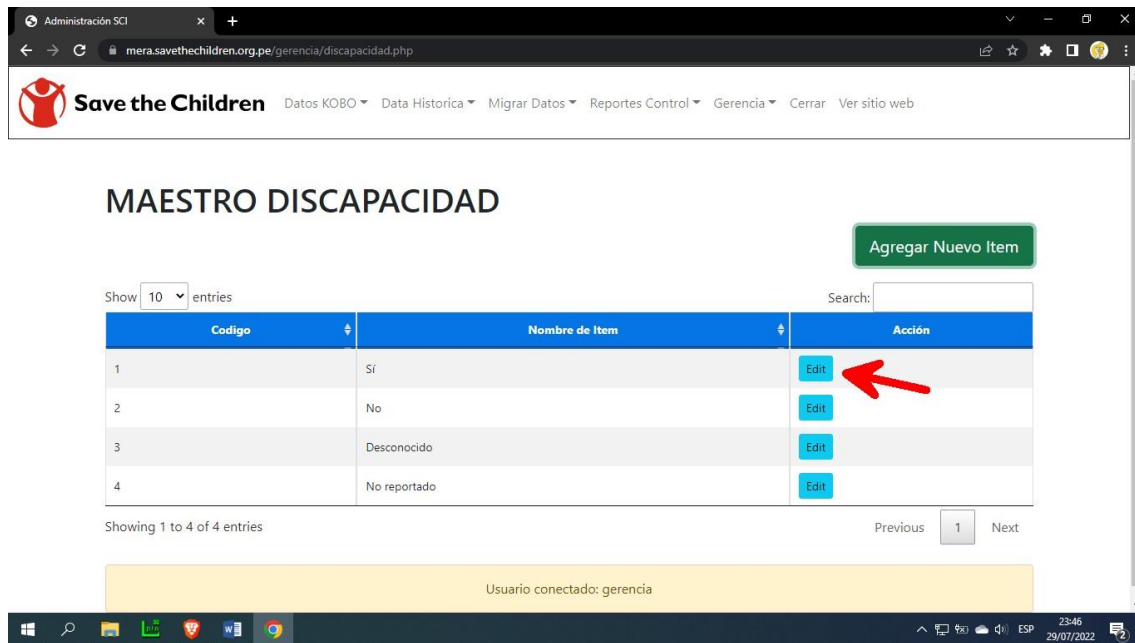 Administración SCI
mera.savethechildren.org.pe/gerencia/discapacidad.php
Save the Children Datos KOBO Data Historica Migrar Datos Reportes Control Gerencia Cerrar Ver sitio web
MAESTRO DISCAPACIDAD
Agregar Nuevo Item
Show 10 entries Search:
Codigo Nombre de Item Acción
1 Sí Edit
2 No Edit
3 Desconocido Edit
4 No reportado Edit
Showing 1 to 4 of 4 entries Previous 1 Next
Usuario conectado: gerencia
ESP 23:46
29/07/2022